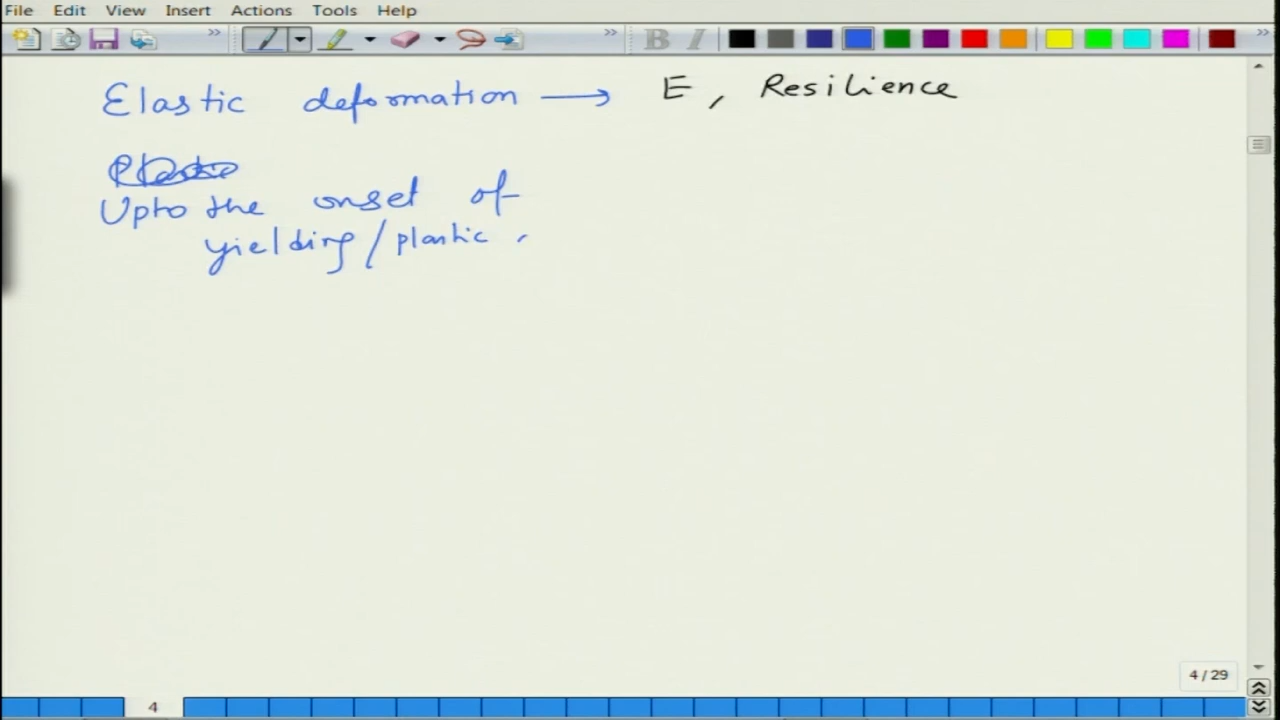 File Edit View Insert Actions Tools Help
B I
Elastic deformation → E, Resilience
Upto the onset of
yielding/plastic
4/29
4